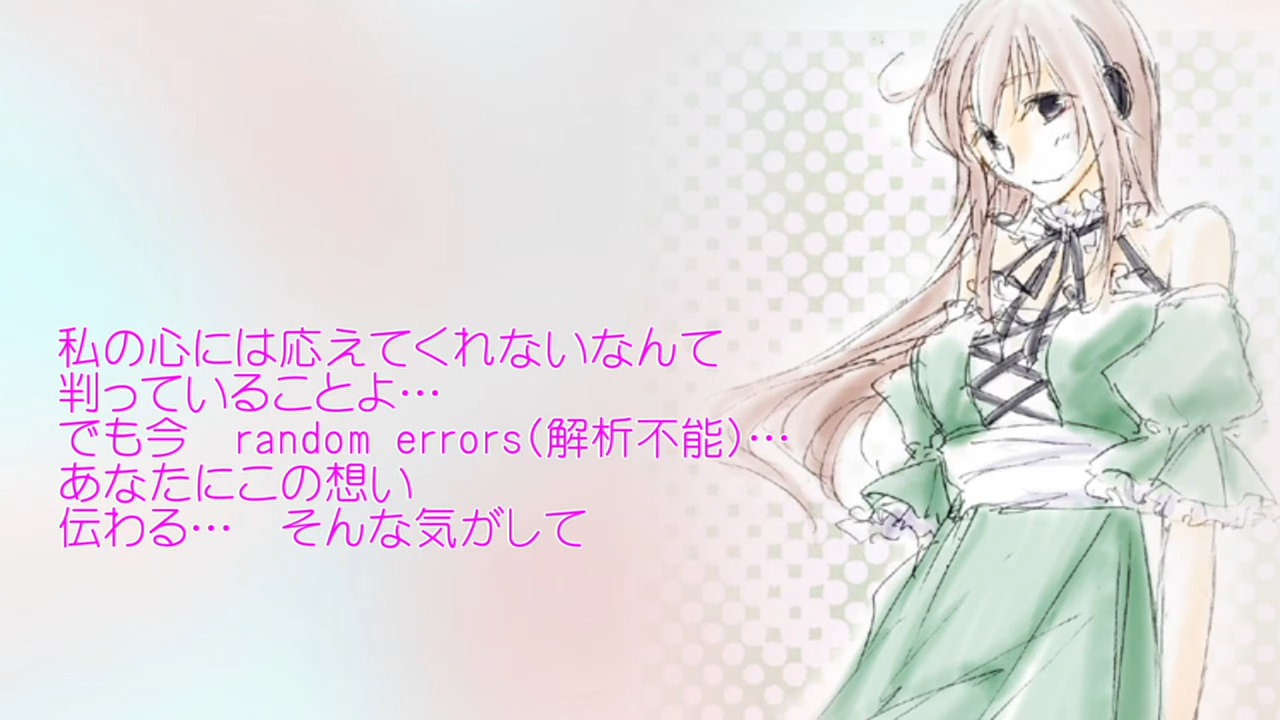 私の心には応えてくれないなんて
判っていることよ…
でも今　random errors(解析不能)…
あなたにこの想い
伝わる…　そんな気がして